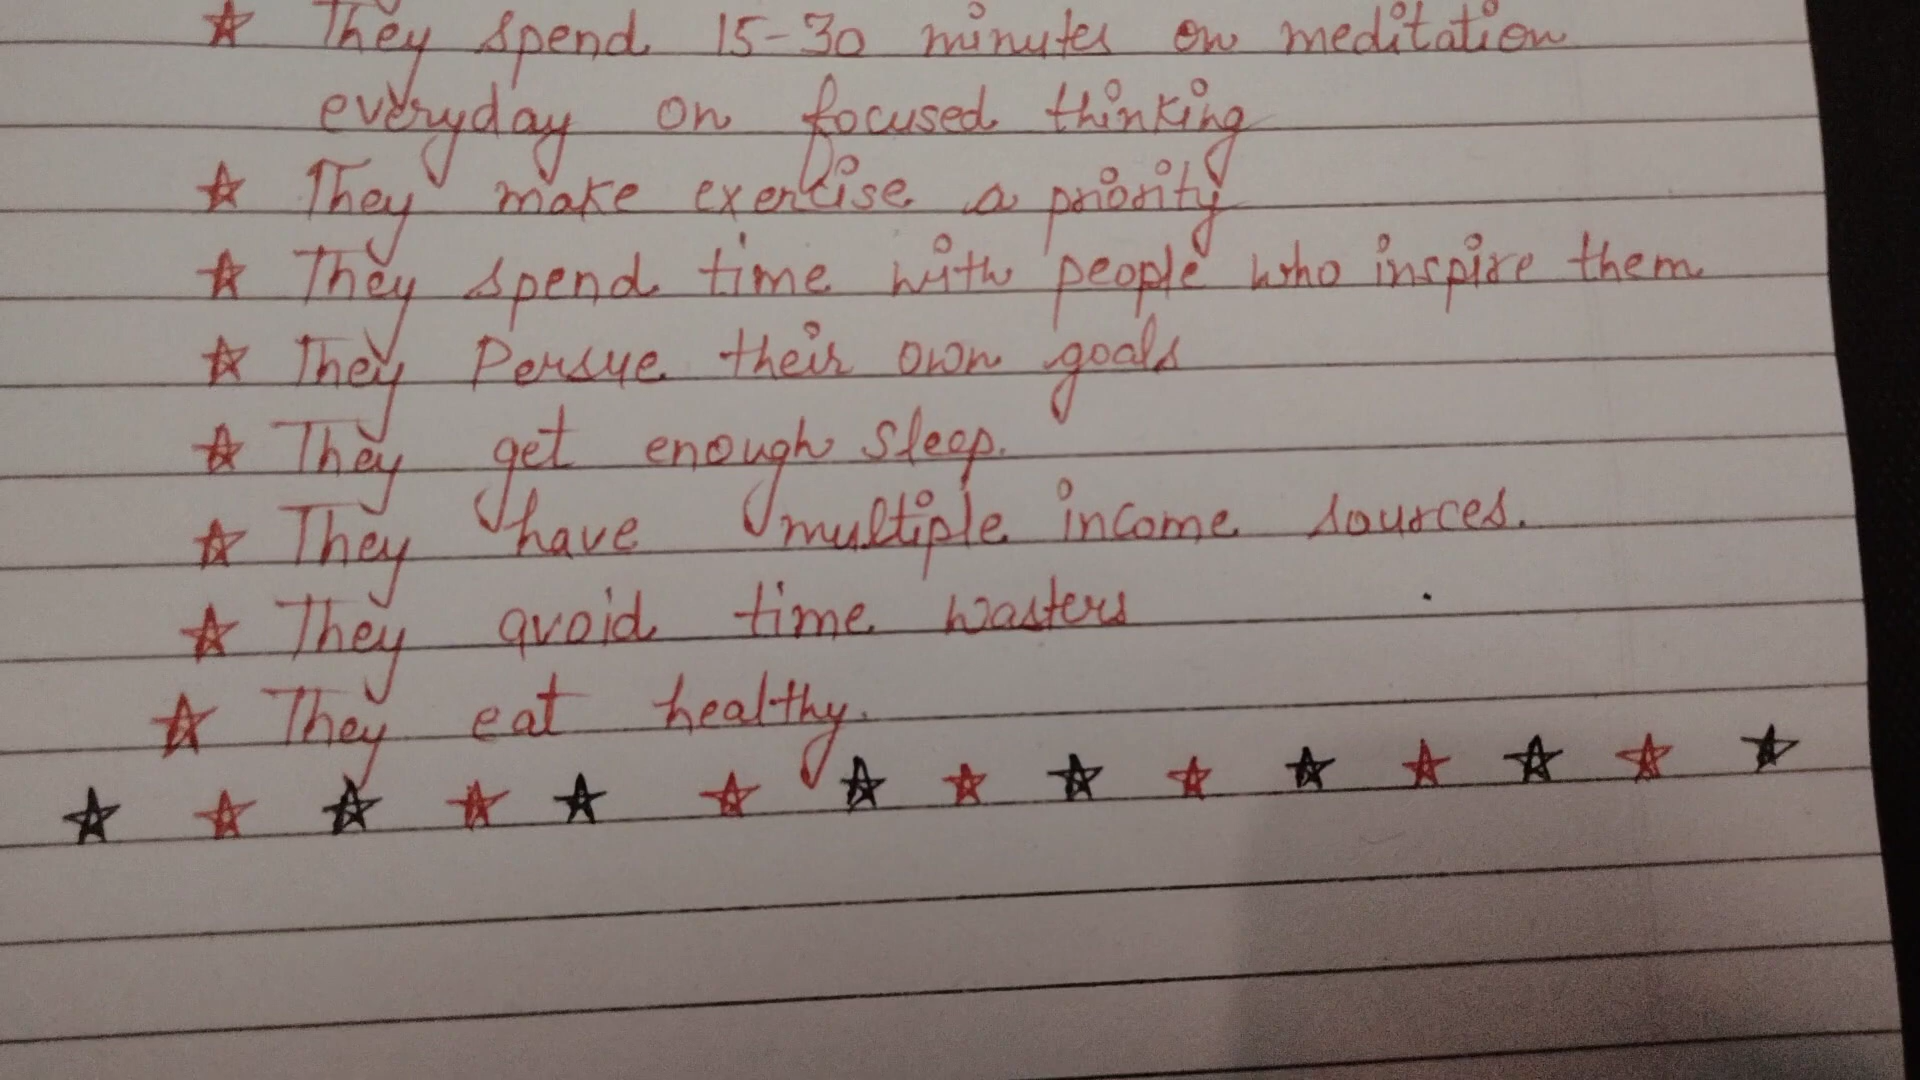 ☆ They spend 15-30 minutes on meditation
everyday on focused thinking
☆ They make exercise a priority
☆ They spend time with people who inspire them
☆ They Persue their own goals
☆ They get enough sleep.
☆ They have multiple income sources.
☆ They avoid time wasters
☆ They eat healthy.